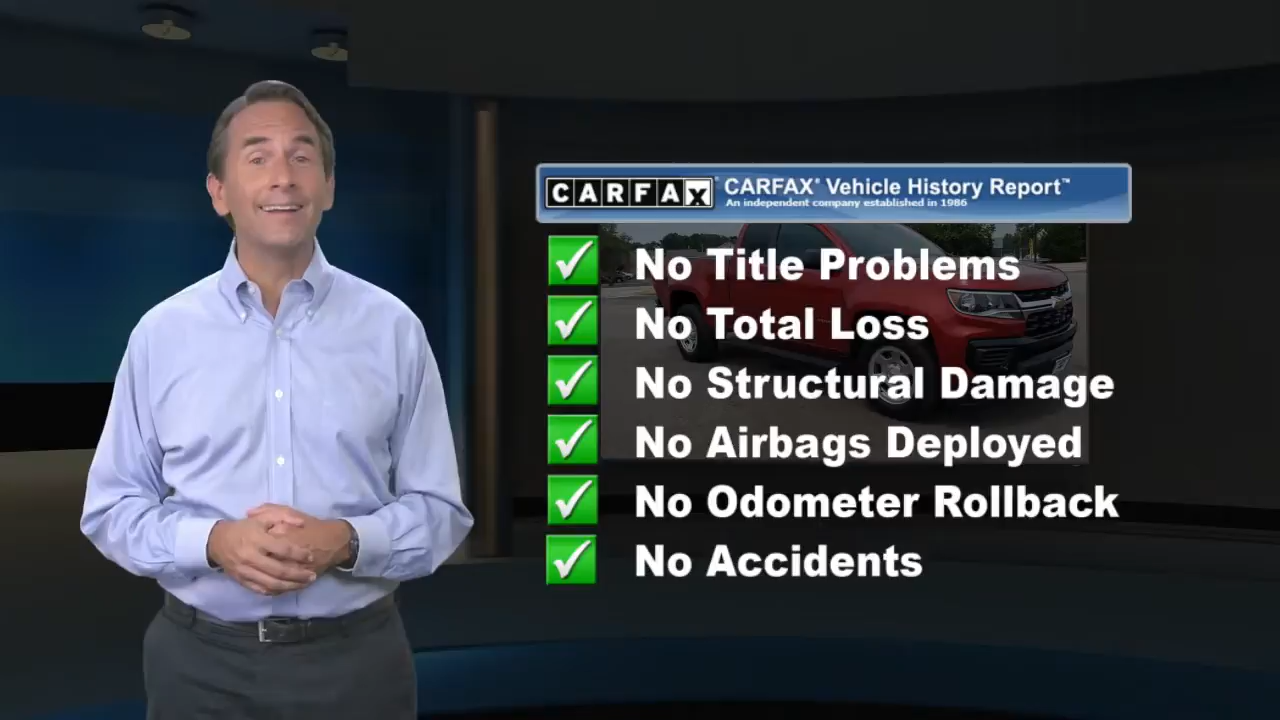 CARFAX® CARFAX® Vehicle History Report™
An independent company established in 1986
No Title Problems
No Total Loss
No Structural Damage
No Airbags Deployed
No Odometer Rollback
No Accidents